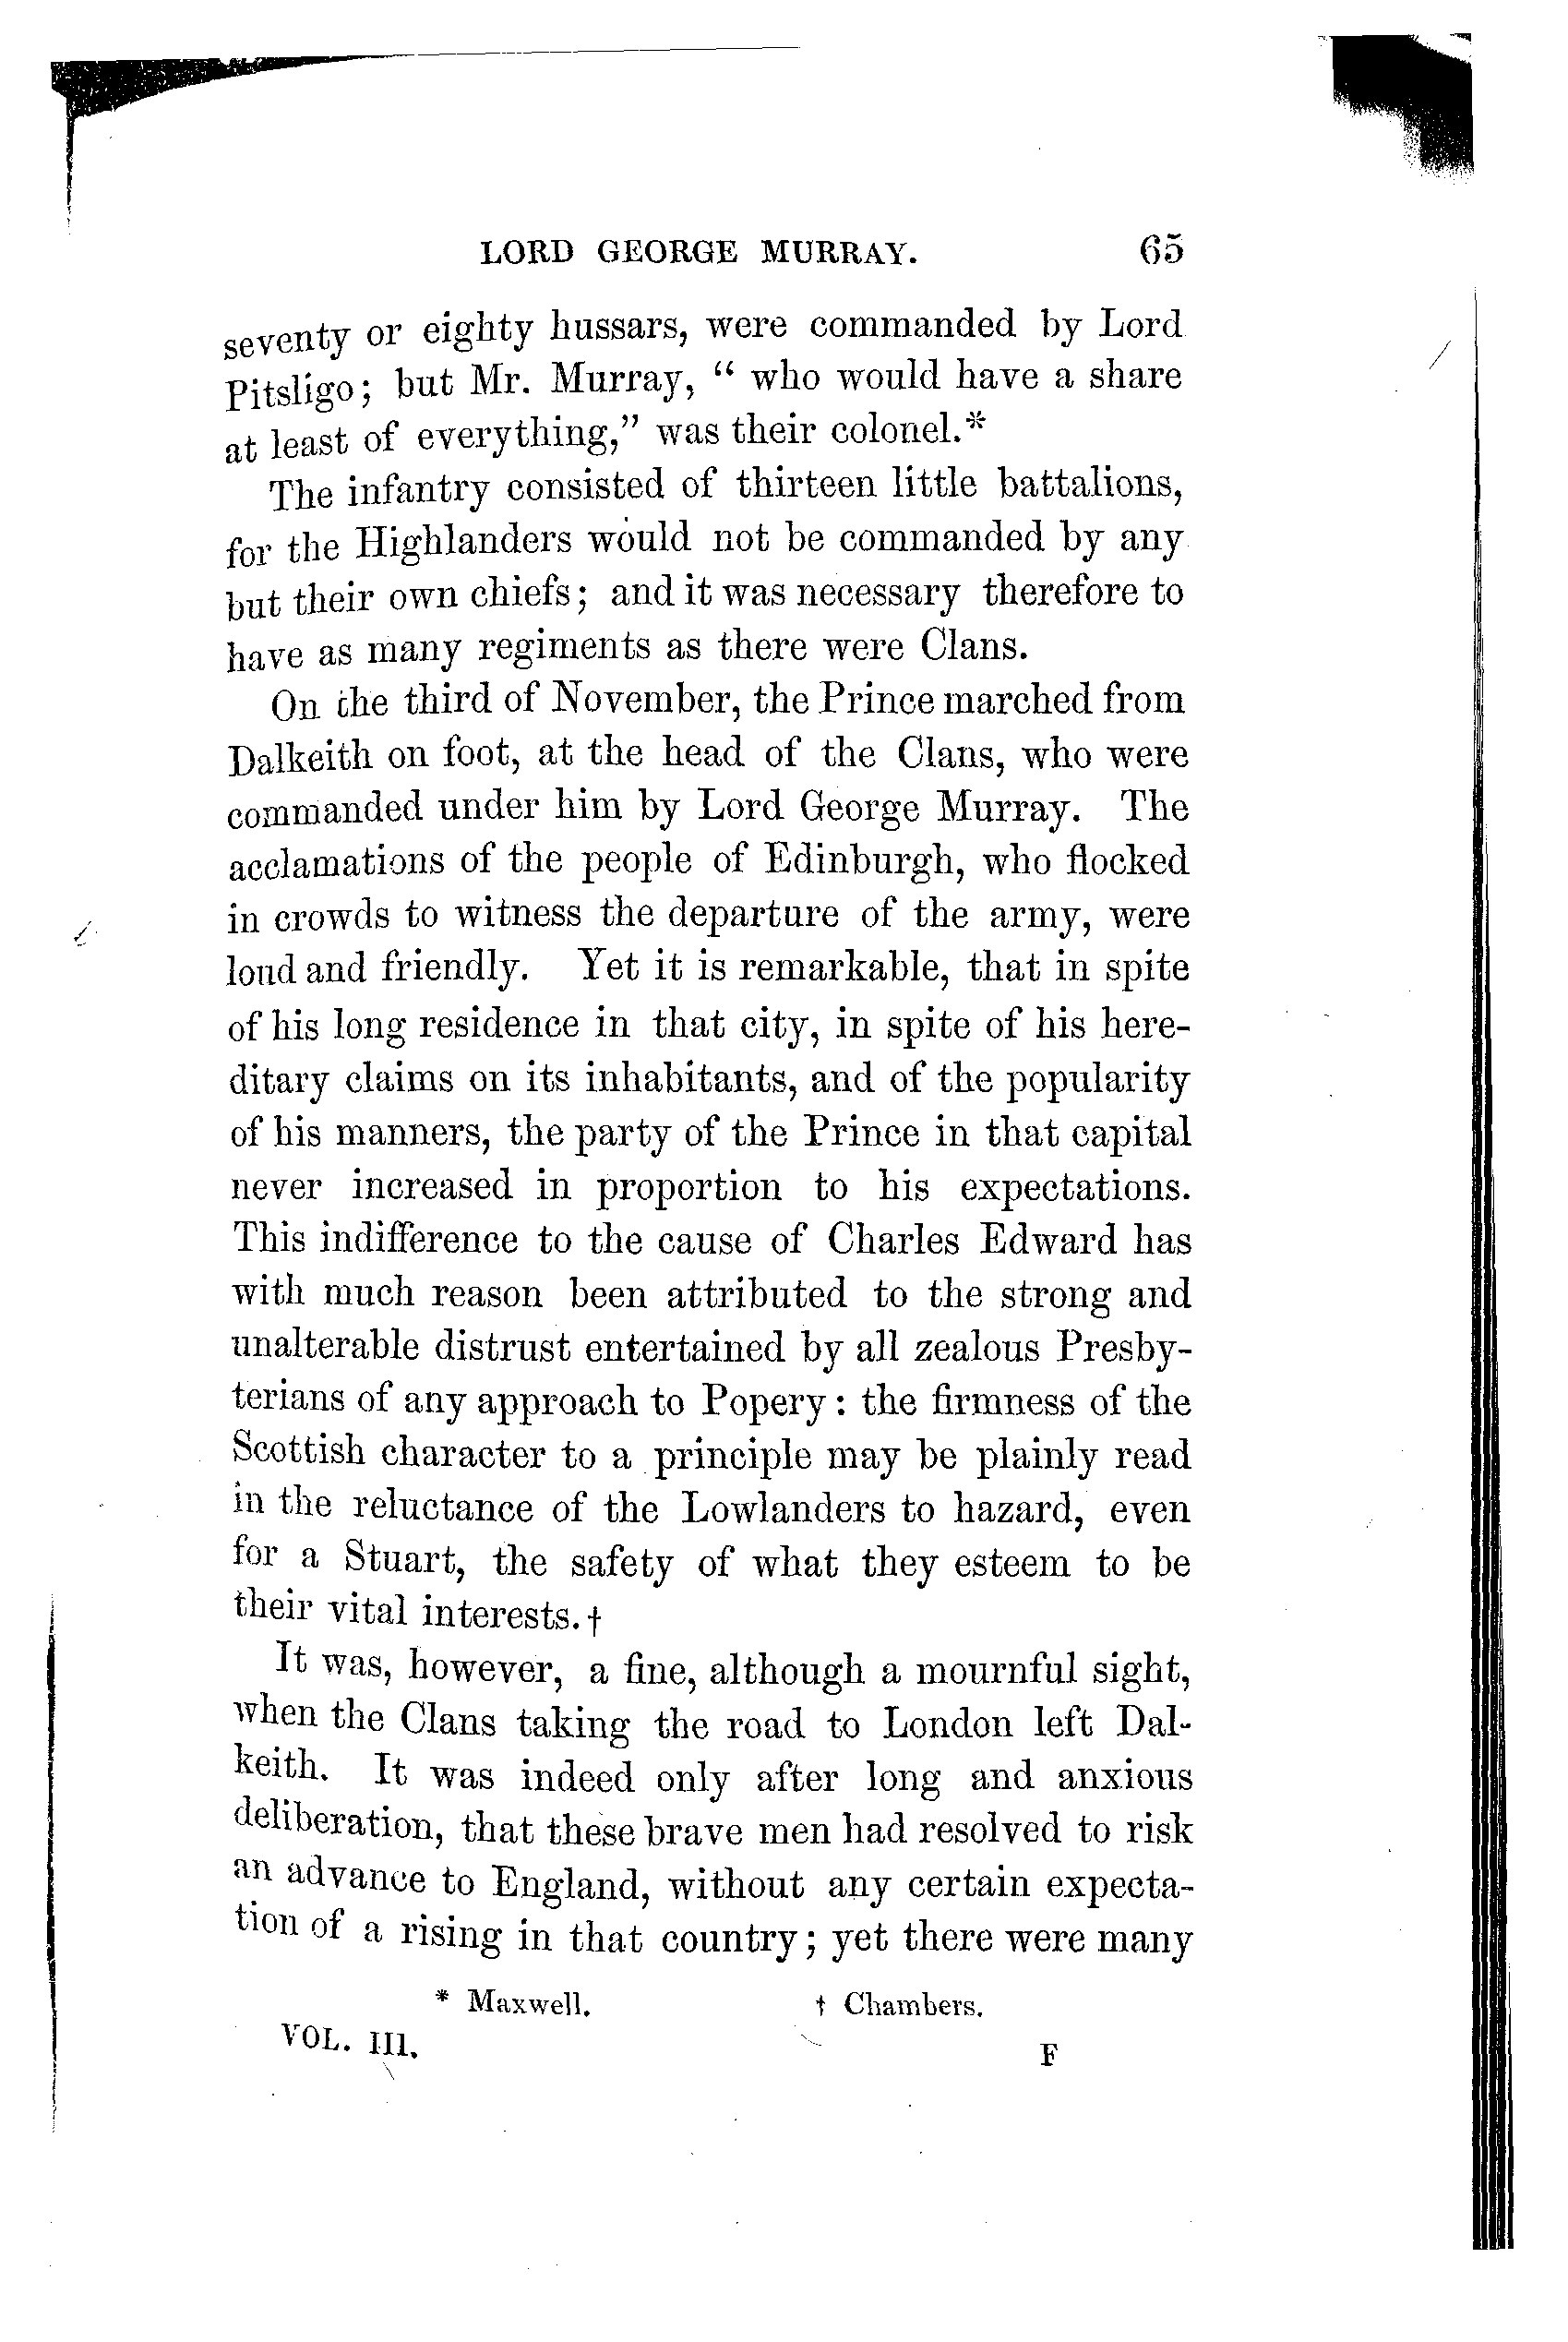 LORD GEORGE MURRAY. 65
seventy or eighty hussars, were commanded by Lord
Pitsligo; but Mr. Murray, “ who would have a share
at least of everything,” was their colonel.*
The infantry consisted of thirteen little battalions,
for the Highlanders would not be commanded by any
but their own chiefs; and it was necessary therefore to
have as many regiments as there were Clans.
On the third of November, the Prince marched from
Dalkeith on foot, at the head of the Clans, who were
commanded under him by Lord George Murray. The
acclamations of the people of Edinburgh, who flocked
in crowds to witness the departure of the army, were
loud and friendly. Yet it is remarkable, that in spite
of his long residence in that city, in spite of his here-
ditary claims on its inhabitants, and of the popularity
of his manners, the party of the Prince in that capital
never increased in proportion to his expectations.
This indifference to the cause of Charles Edward has
with much reason been attributed to the strong and
unalterable distrust entertained by all zealous Presby-
terians of any approach to Popery: the firmness of the
Scottish character to a principle may be plainly read
in the reluctance of the Lowlanders to hazard, even
for a Stuart, the safety of what they esteem to be
their vital interests.†
It was, however, a fine, although a mournful sight,
when the Clans taking the road to London left Dal-
keith. It was indeed only after long and anxious
deliberation, that these brave men had resolved to risk
an advance to England, without any certain expecta-
tion of a rising in that country; yet there were many
* Maxwell. † Chambers.
VOL. III. F